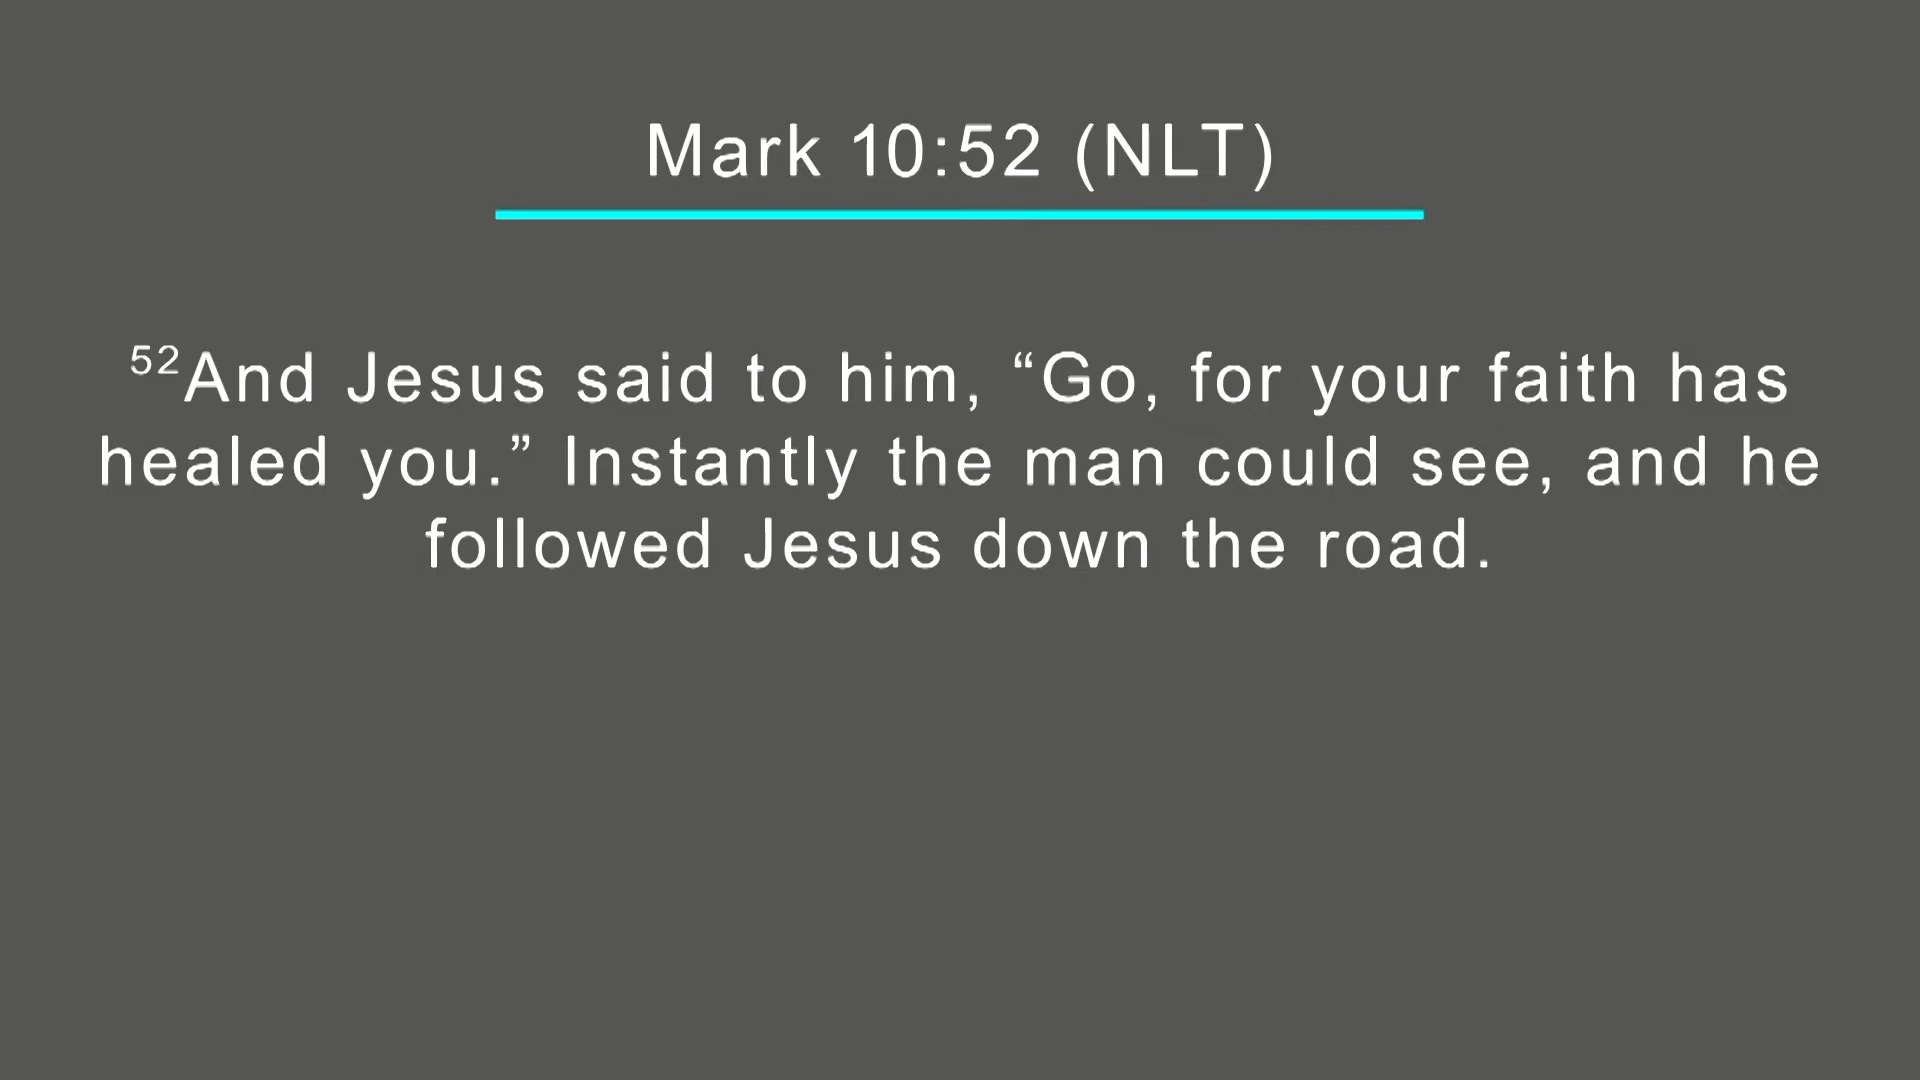 Mark 10:52 (NLT)
52And Jesus said to him, “Go, for your faith has
healed you.” Instantly the man could see, and he
followed Jesus down the road.